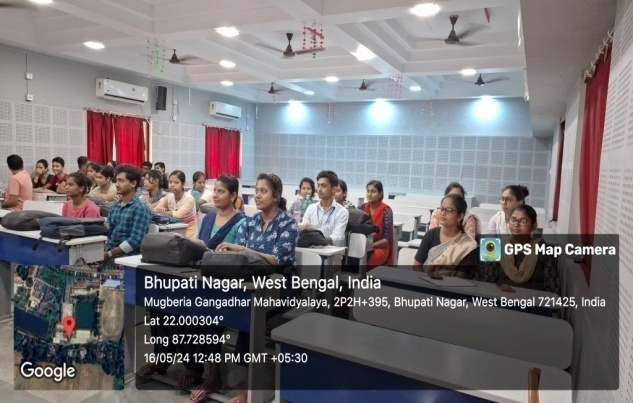 GPS Map Camera
Bhupati Nagar, West Bengal, India
Mugberia Gangadhar Mahavidyalaya, 2P2H+395, Bhupati Nagar, West Bengal 721425, India
Lat 22.000304°
Long 87.728594°
16/05/24 12:48 PM GMT +05:30
Google